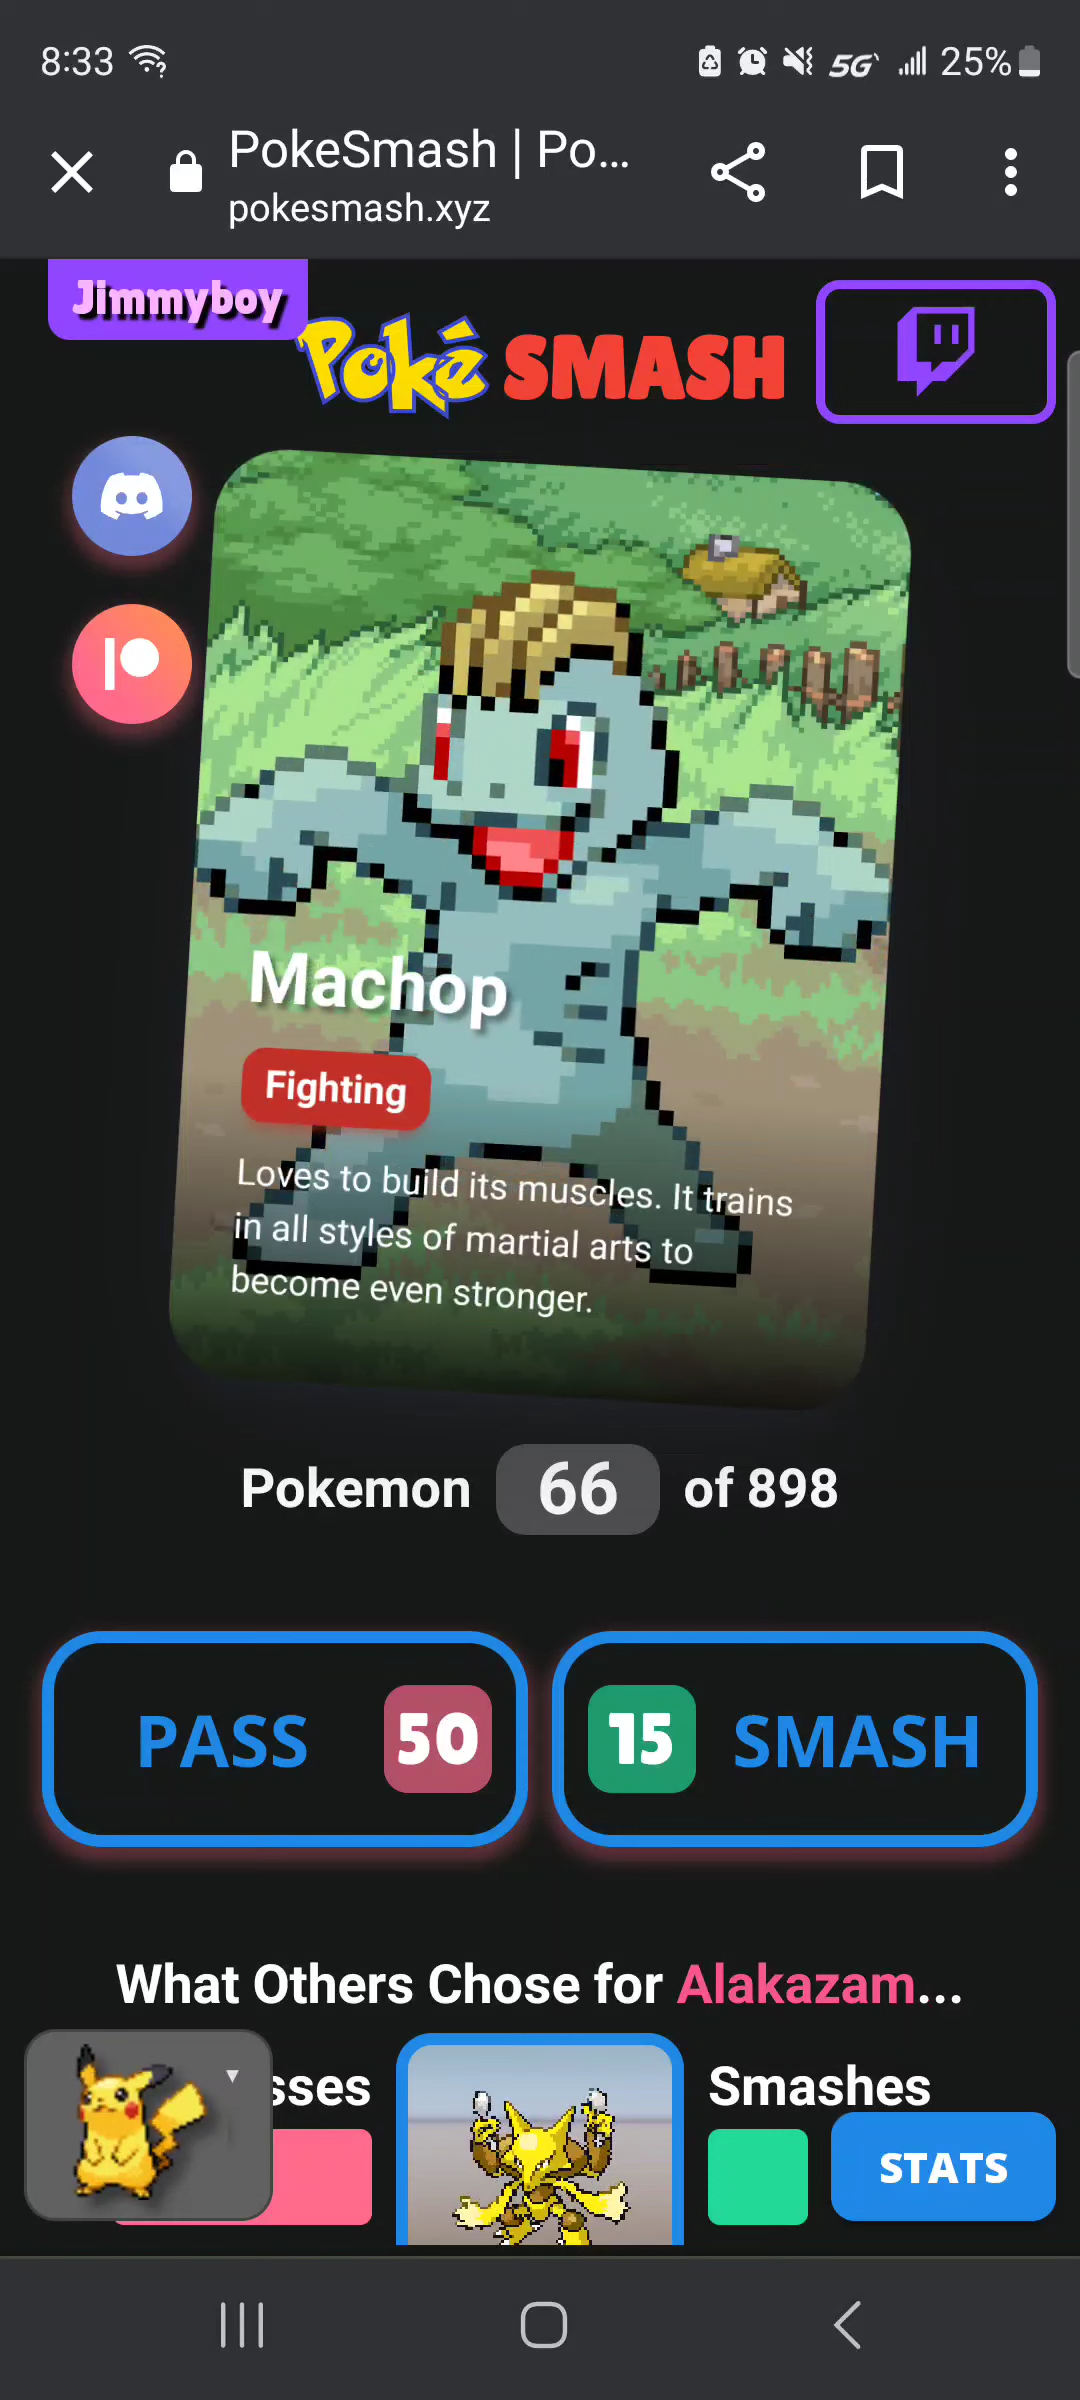 8:33
5G
25%
PokeSmash | Po...
pokesmash.xyz
Jimmyboy
Poké SMASH
Machop
Fighting
Loves to build its muscles. It trains
in all styles of martial arts to
become even stronger.
Pokemon 66 of 898
PASS 50
15 SMASH
What Others Chose for Alakazam...
sses
Smashes
STATS